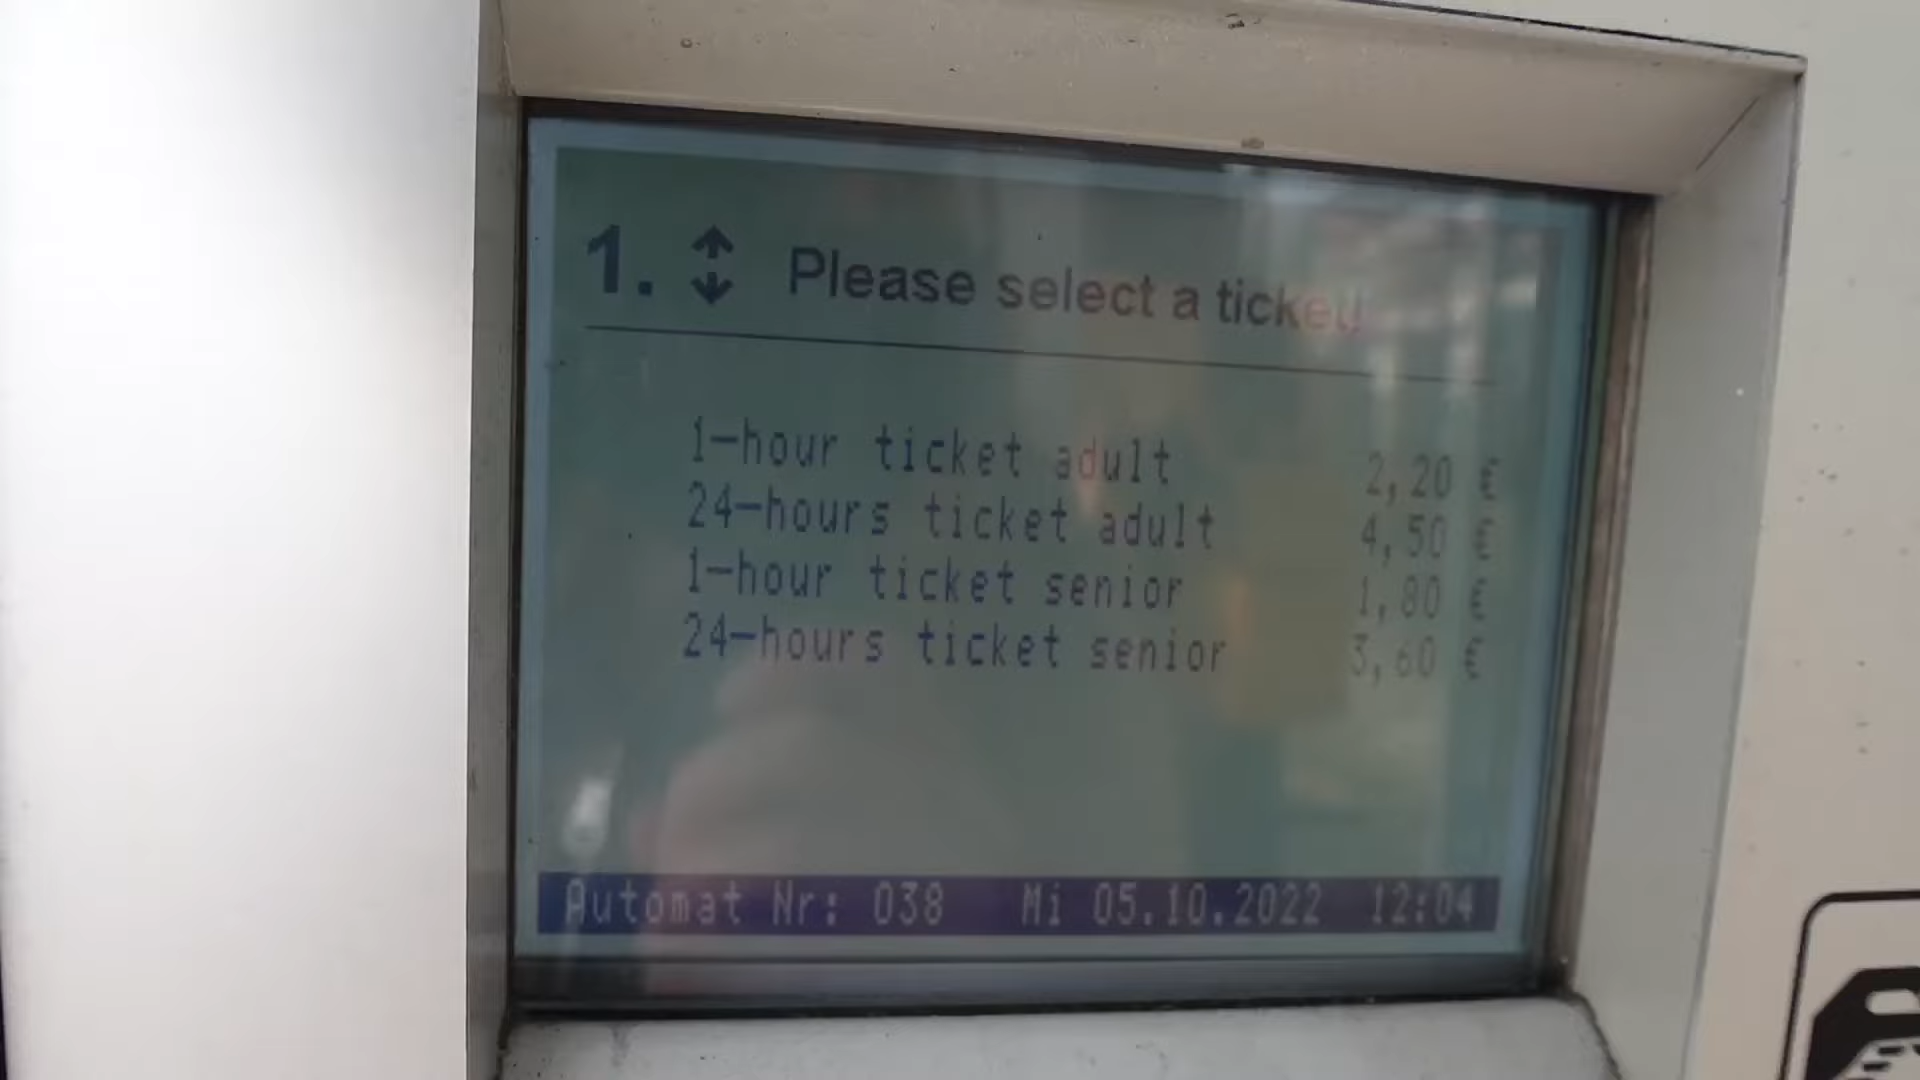 1. Please select a ticket!
1-hour ticket adult 2,20 €
24-hours ticket adult 4,50 €
1-hour ticket senior 1,80 €
24-hours ticket senior 3,60 €
Automat Nr: 038 Mi 05.10.2022 12:04